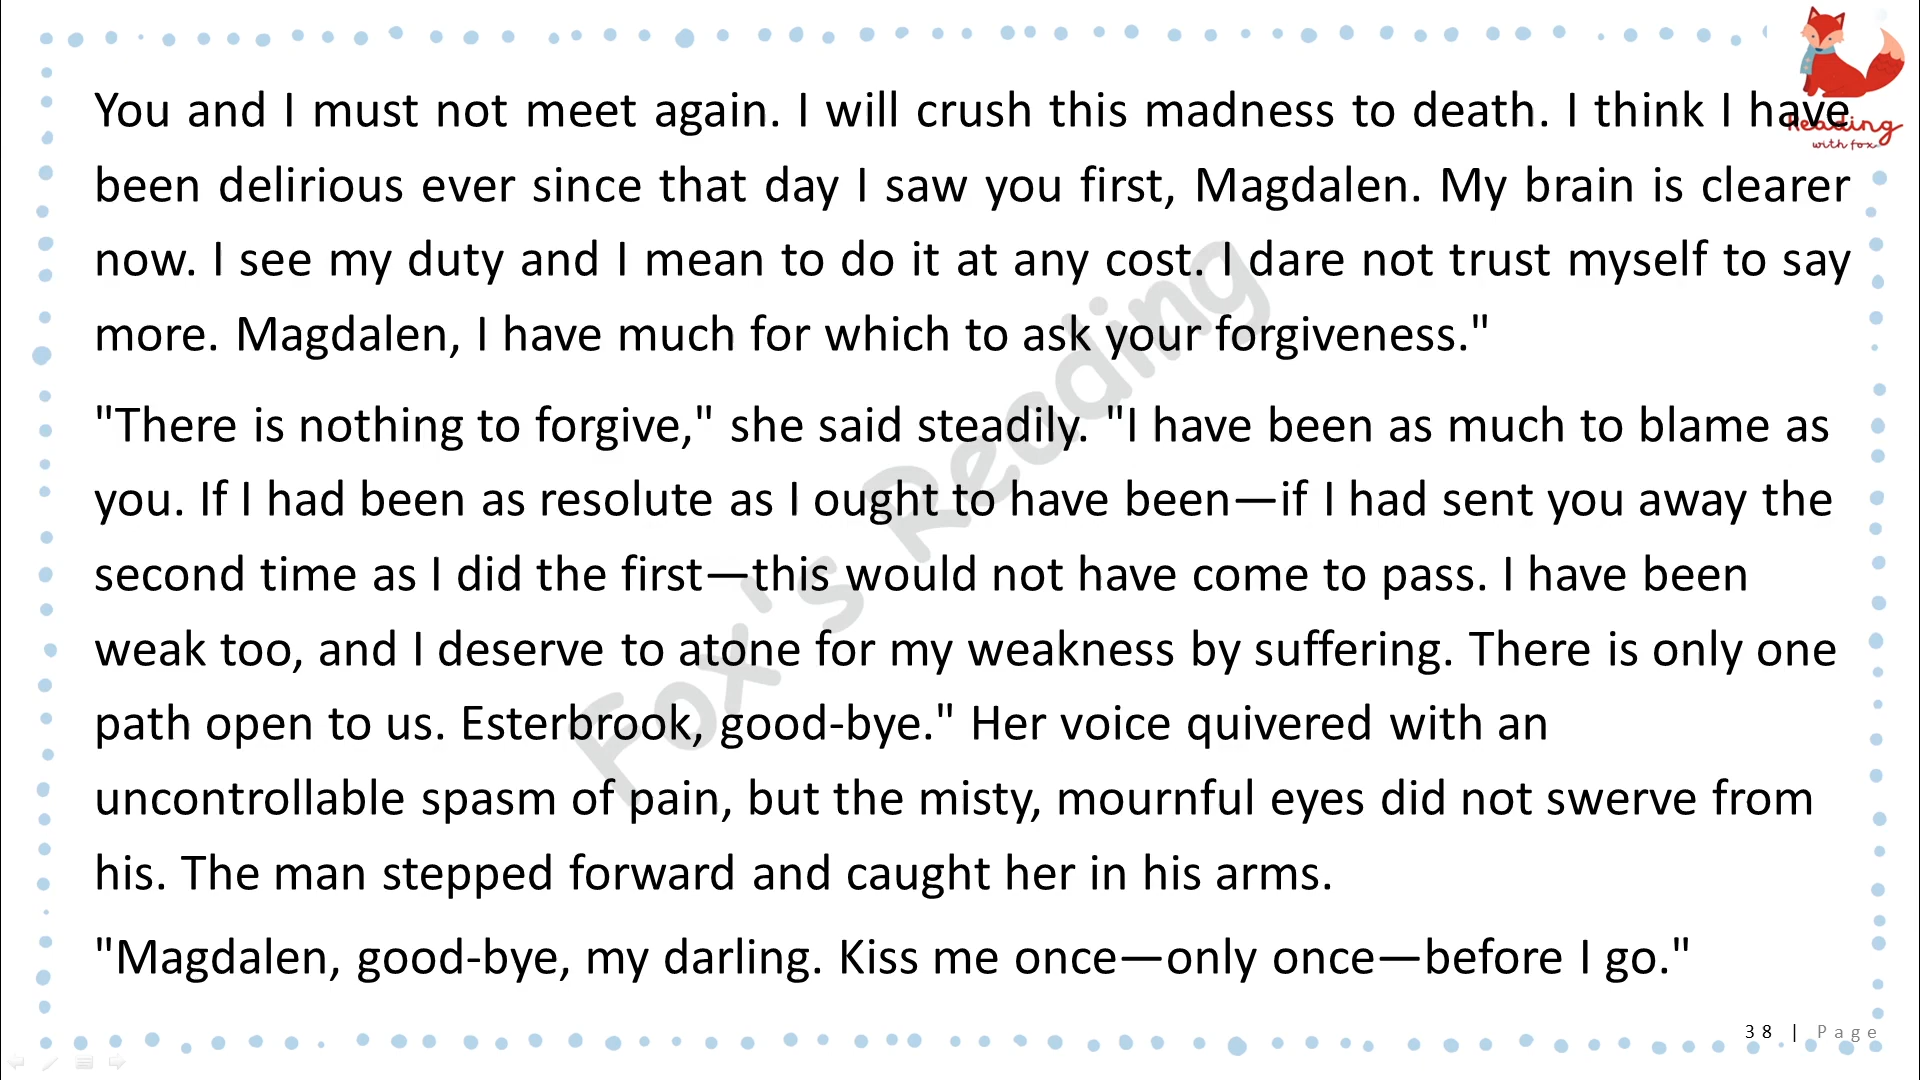 You and I must not meet again. I will crush this madness to death. I think I have
been delirious ever since that day I saw you first, Magdalen. My brain is clearer
now. I see my duty and I mean to do it at any cost. I dare not trust myself to say
more. Magdalen, I have much for which to ask your forgiveness."
"There is nothing to forgive," she said steadily. "I have been as much to blame as
you. If I had been as resolute as I ought to have been—if I had sent you away the
second time as I did the first—this would not have come to pass. I have been
weak too, and I deserve to atone for my weakness by suffering. There is only one
path open to us. Esterbrook, good-bye." Her voice quivered with an
uncontrollable spasm of pain, but the misty, mournful eyes did not swerve from
his. The man stepped forward and caught her in his arms.
"Magdalen, good-bye, my darling. Kiss me once—only once—before I go."
Reading
with fox
Fox's Reading
38 | Page